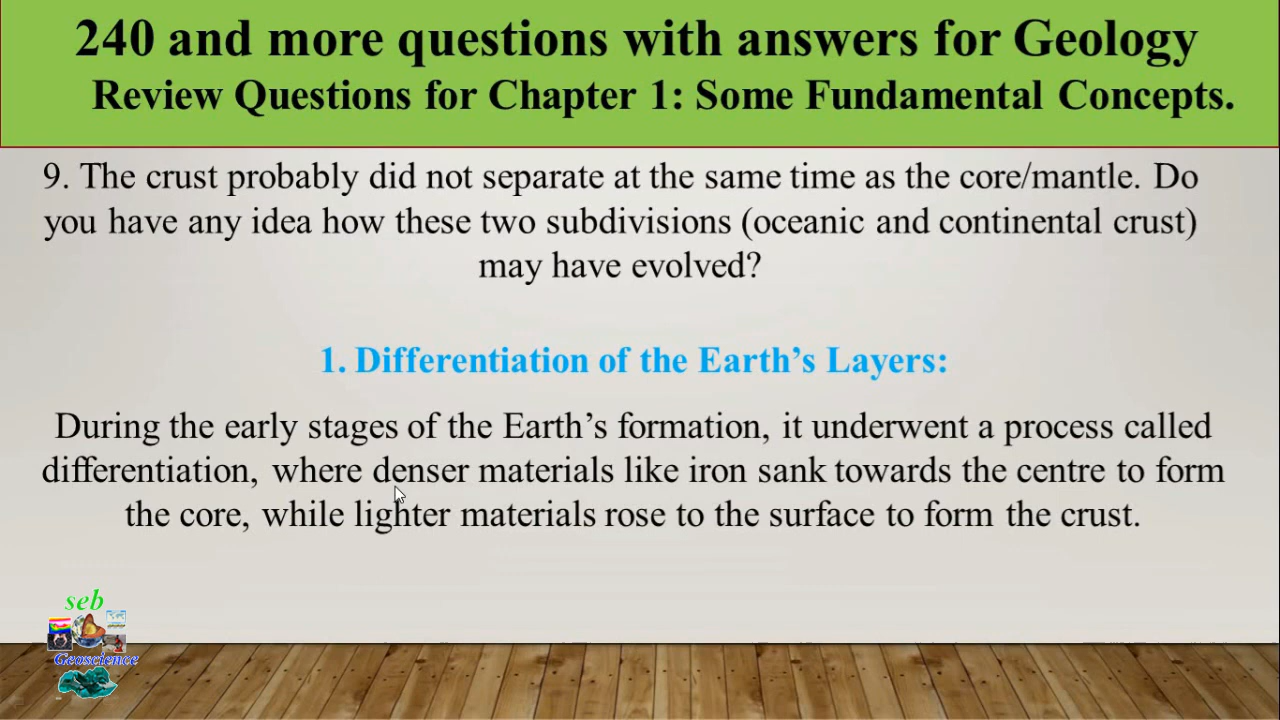 240 and more questions with answers for Geology
Review Questions for Chapter 1: Some Fundamental Concepts.
9. The crust probably did not separate at the same time as the core/mantle. Do
you have any idea how these two subdivisions (oceanic and continental crust)
may have evolved?
1. Differentiation of the Earth’s Layers:
During the early stages of the Earth’s formation, it underwent a process called
differentiation, where denser materials like iron sank towards the centre to form
the core, while lighter materials rose to the surface to form the crust.
seb
Geoscience